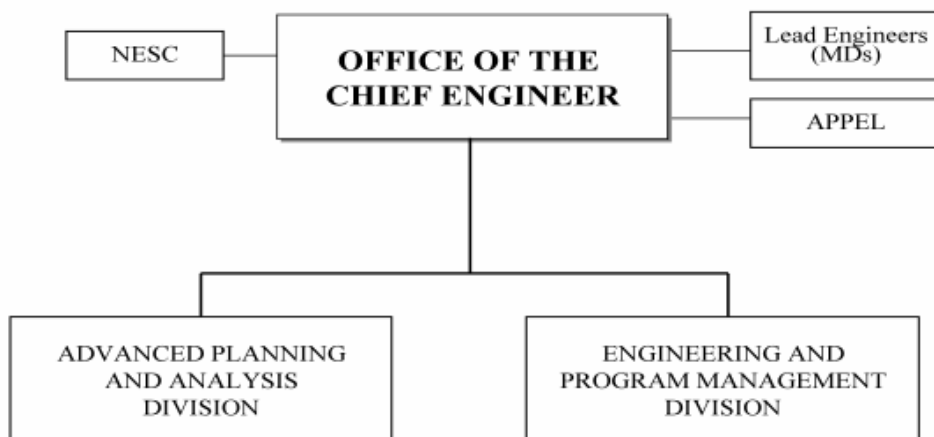 NESC
OFFICE OF THE
CHIEF ENGINEER
Lead Engineers
(MDs)
APPEL
ADVANCED PLANNING
AND ANALYSIS
DIVISION
ENGINEERING AND
PROGRAM MANAGEMENT
DIVISION